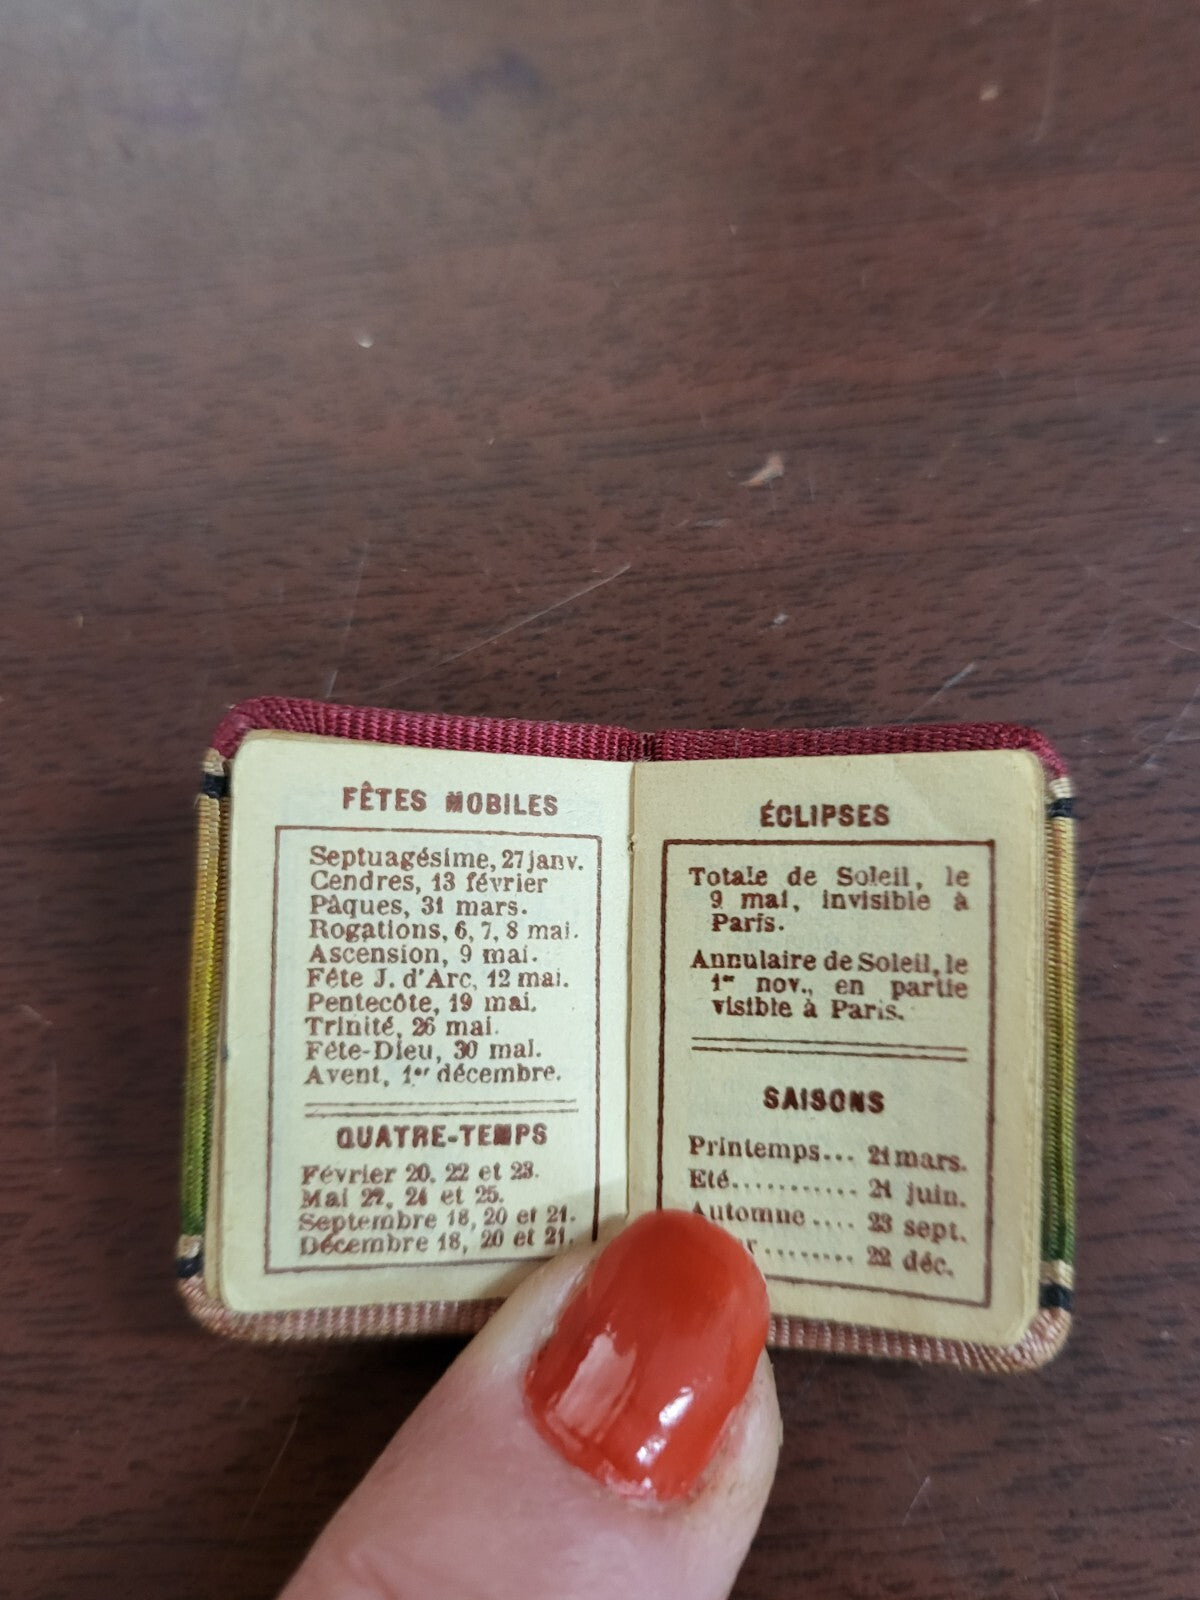 FÊTES MOBILES
Septuagésime, 27 janv.
Cendres, 13 février
Pâques, 31 mars.
Rogations, 6, 7, 8 mai.
Ascension, 9 mai.
Fête J. d'Arc, 12 mai.
Pentecôte, 19 mai.
Trinité, 26 mai.
Fête-Dieu, 30 mai.
Avent, 1er décembre.
QUATRE-TEMPS
Février 20, 22 et 23.
Mai 22, 24 et 25.
Septembre 18, 20 et 21.
Décembre 18, 20 et 21.
ÉCLIPSES
Totale de Soleil, le
9 mai, invisible à
Paris.
Annulaire de Soleil, le
1er nov., en partie
visible à Paris.
SAISONS
Printemps... 21 mars.
Eté........... 21 juin.
Automne.... 23 sept.
........ 22 déc.